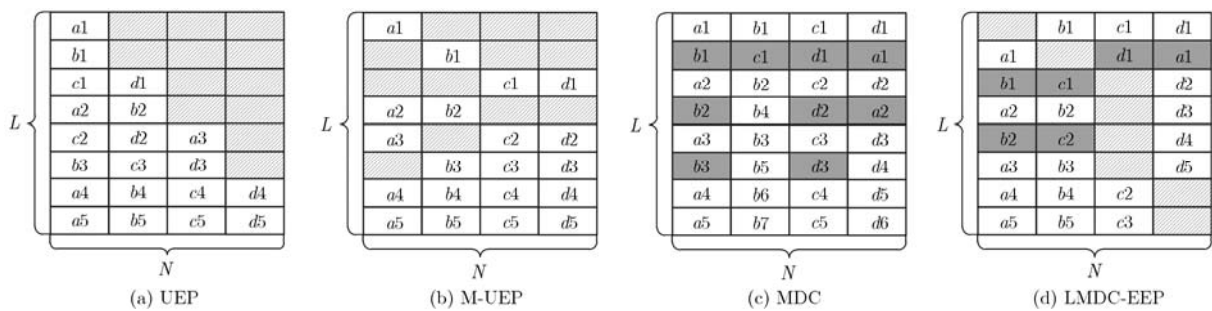 L
a1
b1
c1 d1
a2 b2
c2 d2 a3
b3 c3 d3
a4 b4 c4 d4
a5 b5 c5 d5
N
(a) UEP
L
a1
b1
c1 d1
a2 b2
a3 c2 d2
b3 c3 d3
a4 b4 c4 d4
a5 b5 c5 d5
N
(b) M-UEP
L
a1 b1 c1 d1
b1 c1 d1 a1
a2 b2 c2 d2
b2 b4 d2 a2
a3 b3 c3 d3
b3 b5 d3 d4
a4 b6 c4 d5
a5 b7 c5 d6
N
(c) MDC
L
b1 c1 d1
a1 d1 a1
b1 c1 d2
a2 b2 d3
b2 c2 d4
a3 b3 d5
a4 b4 c2
a5 b5 c3
N
(d) LMDC-EEP